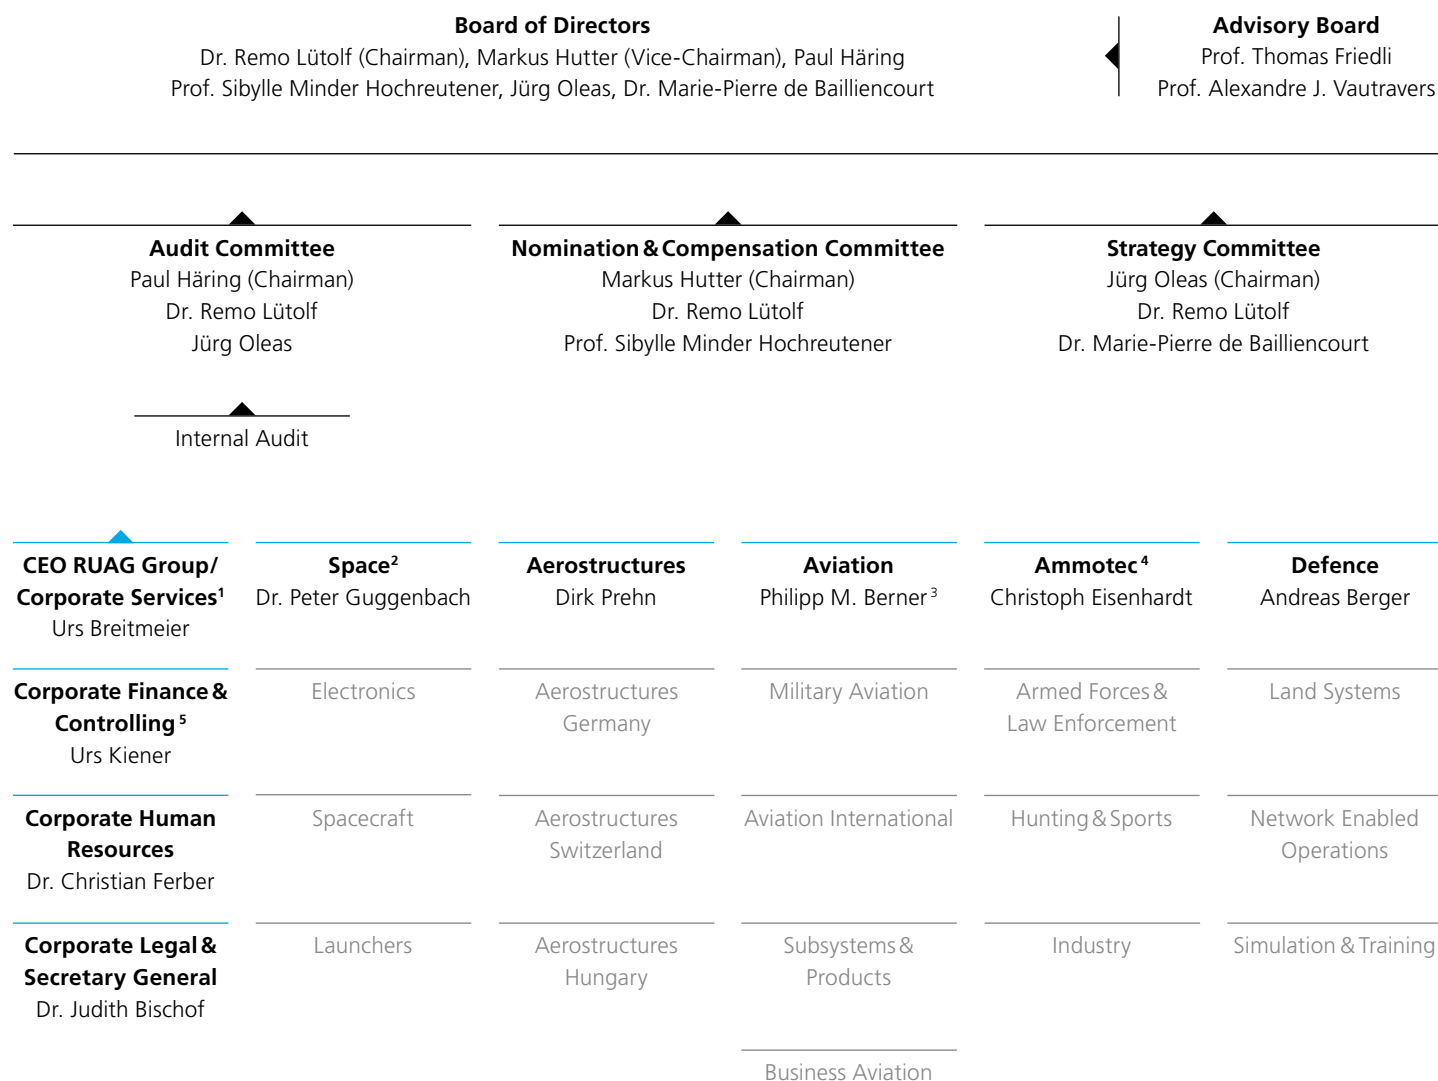 Board of Directors
Dr. Remo Lütolf (Chairman), Markus Hutter (Vice-Chairman), Paul Häring
Prof. Sibylle Minder Hochreutener, Jürg Oleas, Dr. Marie-Pierre de Bailliencourt
Advisory Board
Prof. Thomas Friedli
Prof. Alexandre J. Vautravers
Audit Committee
Paul Häring (Chairman)
Dr. Remo Lütolf
Jürg Oleas
Nomination & Compensation Committee
Markus Hutter (Chairman)
Dr. Remo Lütolf
Prof. Sibylle Minder Hochreutener
Strategy Committee
Jürg Oleas (Chairman)
Dr. Remo Lütolf
Dr. Marie-Pierre de Bailliencourt
Internal Audit
CEO RUAG Group/
Corporate Services¹
Urs Breitmeier
Space²
Dr. Peter Guggenbach
Aerostructures
Dirk Prehn
Aviation
Philipp M. Berner³
Ammotec⁴
Christoph Eisenhardt
Defence
Andreas Berger
Corporate Finance &
Controlling⁵
Urs Kiener
Electronics
Aerostructures
Germany
Military Aviation
Armed Forces &
Law Enforcement
Land Systems
Corporate Human
Resources
Dr. Christian Ferber
Spacecraft
Aerostructures
Switzerland
Aviation International
Hunting & Sports
Network Enabled
Operations
Corporate Legal &
Secretary General
Dr. Judith Bischof
Launchers
Aerostructures
Hungary
Subsystems &
Products
Industry
Simulation & Training
Business Aviation